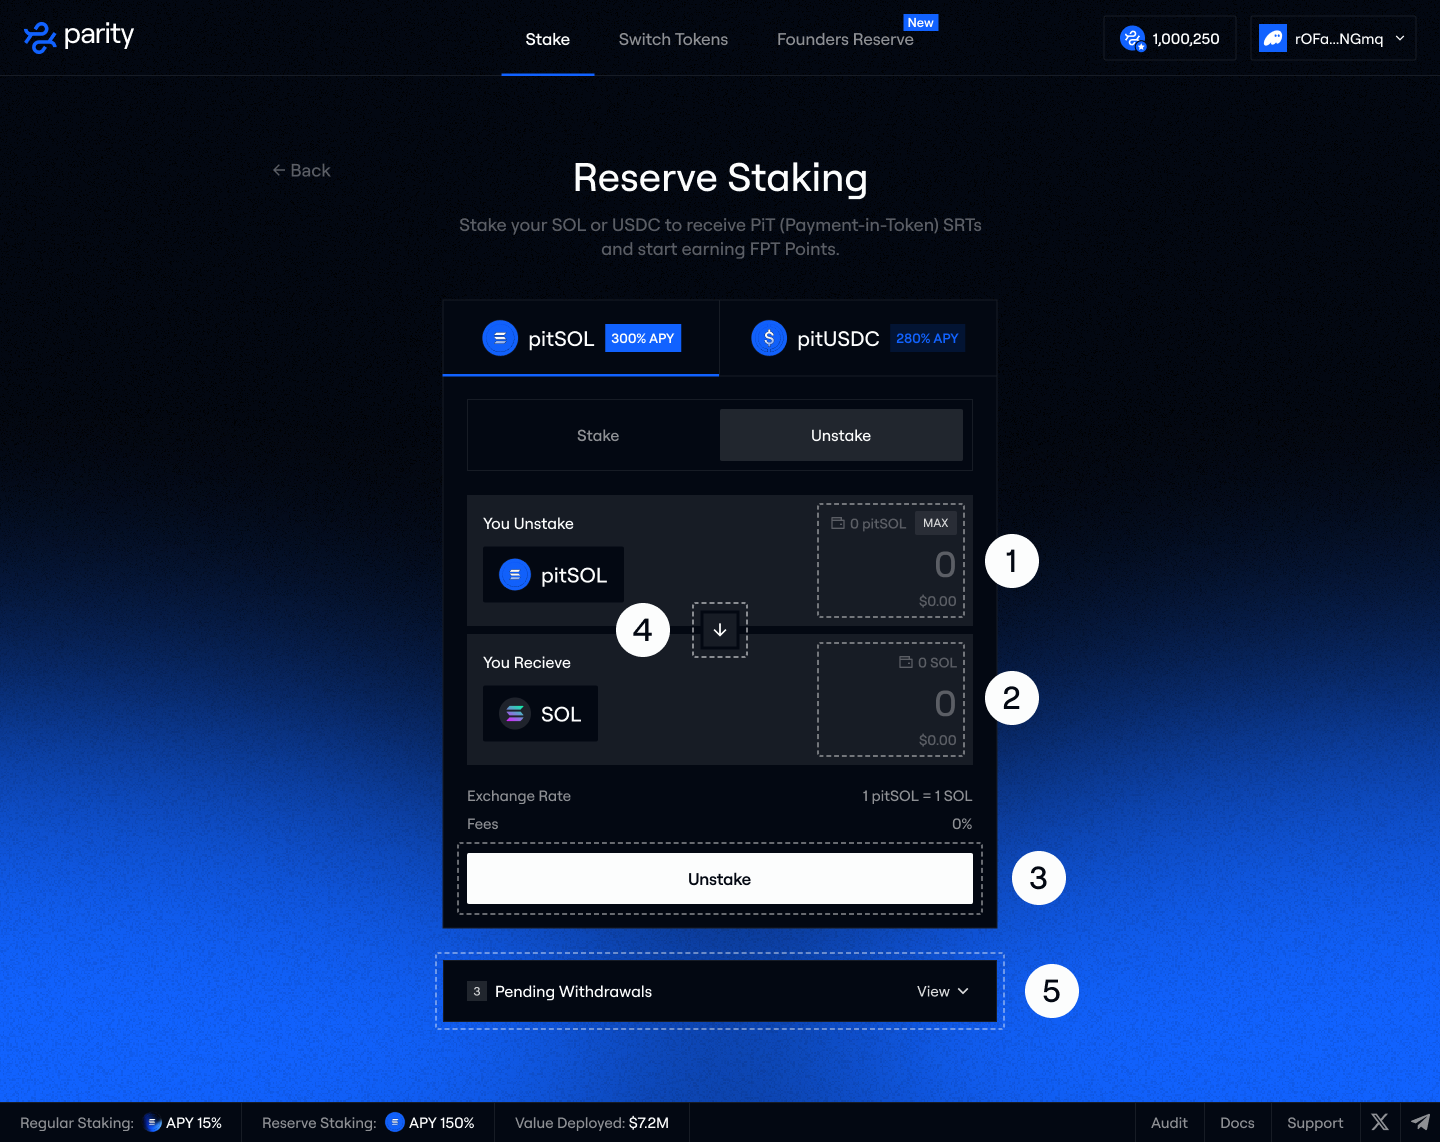 parity
Stake
Switch Tokens
Founders Reserve
New
1,000,250
rOFa...NGmq
← Back
Reserve Staking
Stake your SOL or USDC to receive PiT (Payment-in-Token) SRTs
and start earning FPT Points.
pitSOL 300% APY
pitUSDC 280% APY
Stake
Unstake
You Unstake
0 pitSOL MAX
pitSOL
0
$0.00
1
4
You Recieve
0 SOL
SOL
0
$0.00
2
Exchange Rate 1 pitSOL = 1 SOL
Fees 0%
Unstake
3
3 Pending Withdrawals View
5
Regular Staking: APY 15%
Reserve Staking: APY 150%
Value Deployed: $7.2M
Audit
Docs
Support